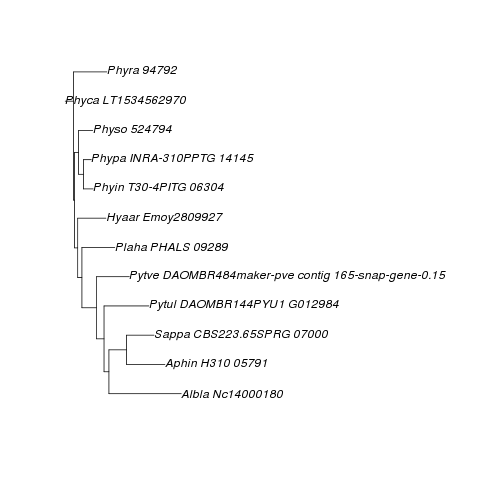 Phyra 94792
Phyca LT1534562970
Physo 524794
Phypa INRA-310PPTG 14145
Phyin T30-4PITG 06304
Hyaar Emoy2809927
Plaha PHALS 09289
Pytve DAOMBR484maker-pve contig 165-snap-gene-0.15
Pytul DAOMBR144PYU1 G012984
Sappa CBS223.65SPRG 07000
Aphin H310 05791
Albla Nc14000180